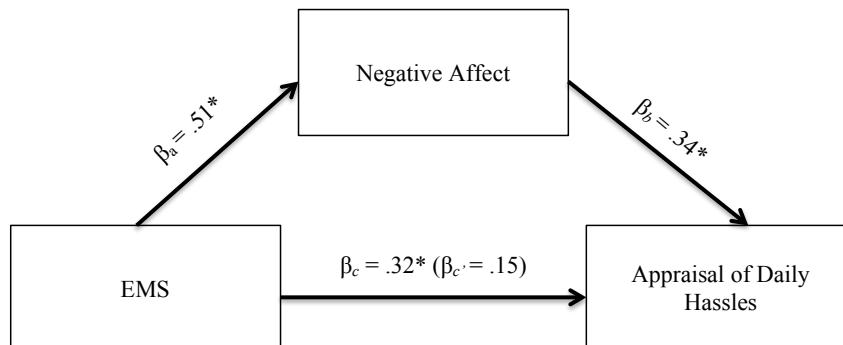 Negative Affect
βa = .51*
βb = .34*
EMS
βc = .32* (βc’ = .15)
Appraisal of Daily
Hassles